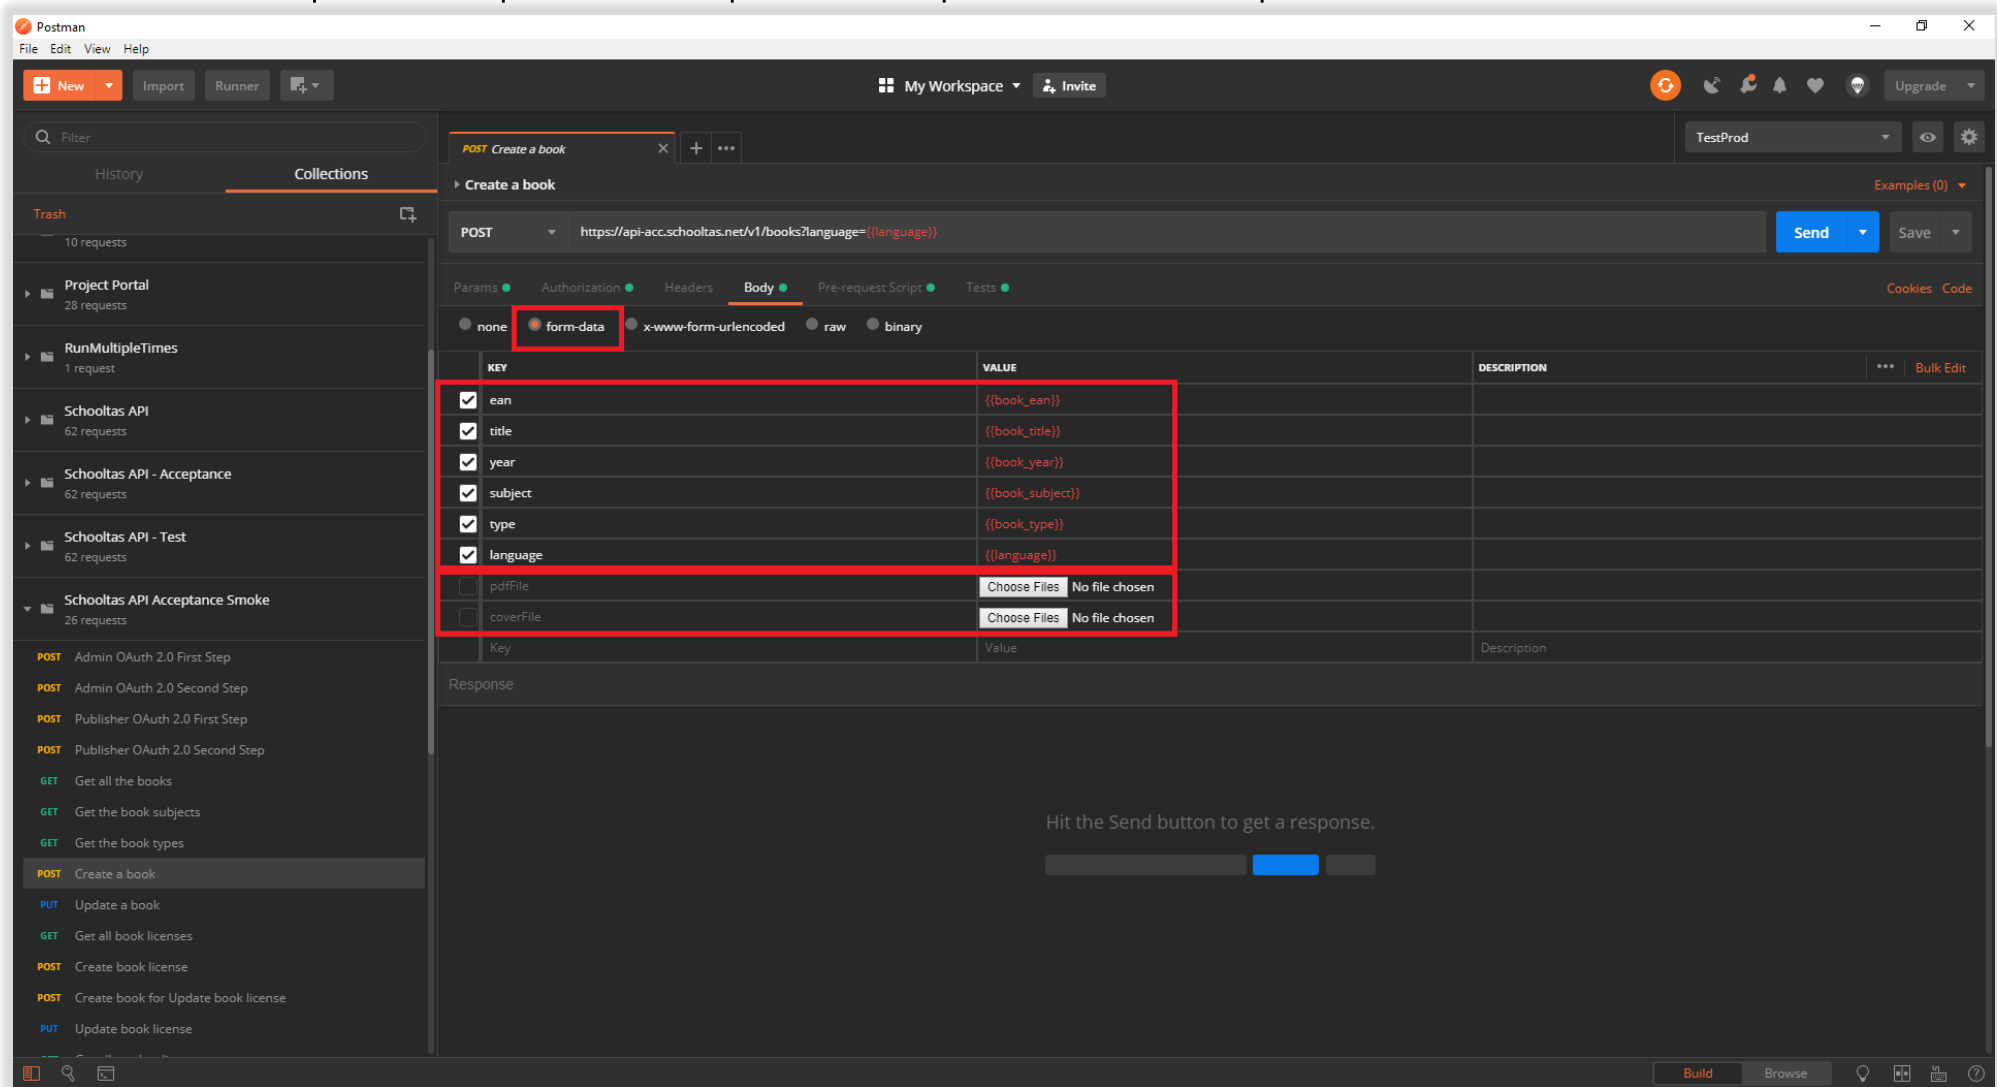 Postman
File Edit View Help
New Import Runner My Workspace Invite Upgrade
Filter
History Collections
Trash
10 requests
Project Portal
28 requests
RunMultipleTimes
1 request
Schooltas API
62 requests
Schooltas API - Acceptance
62 requests
Schooltas API - Test
62 requests
Schooltas API Acceptance Smoke
26 requests
POST Admin OAuth 2.0 First Step
POST Admin OAuth 2.0 Second Step
POST Publisher OAuth 2.0 First Step
POST Publisher OAuth 2.0 Second Step
GET Get all the books
GET Get the book subjects
GET Get the book types
POST Create a book
PUT Update a book
GET Get all book licenses
POST Create book license
POST Create book for Update book license
PUT Update book license
POST Create a book
TestProd
Create a book
Examples (0)
POST https://api-acc.schooltas.net/v1/books?language={{language}} Send Save
Params Authorization Headers Body Pre-request Script Tests Cookies Code
none form-data x-www-form-urlencoded raw binary
KEY VALUE DESCRIPTION ••• Bulk Edit
ean {{book_ean}}
title {{book_title}}
year {{book_year}}
subject {{book_subject}}
type {{book_type}}
language {{language}}
pdfFile Choose Files No file chosen
coverFile Choose Files No file chosen
Key Value Description
Response
Hit the Send button to get a response.
Build Browse